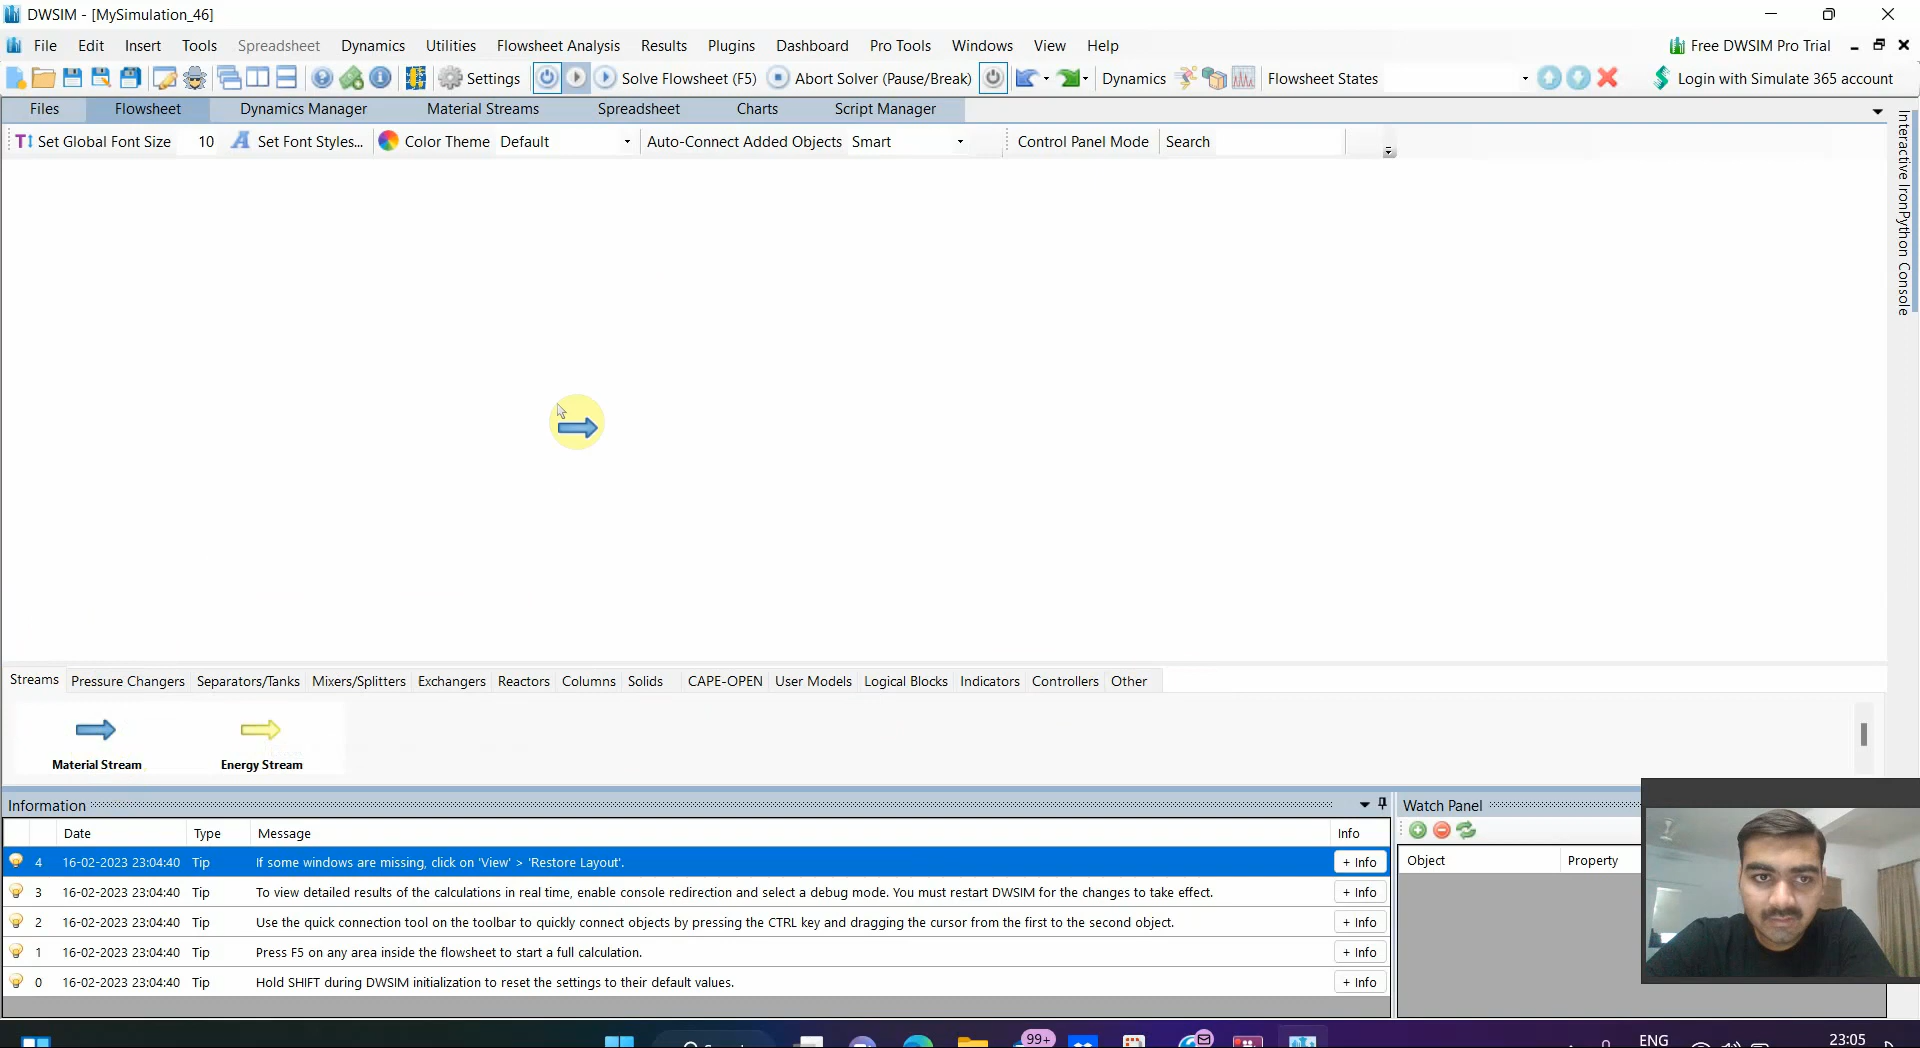 DWSIM - [MySimulation_46]
File Edit Insert Tools Spreadsheet Dynamics Utilities Flowsheet Analysis Results Plugins Dashboard Pro Tools Windows View Help Free DWSIM Pro Trial
Settings Solve Flowsheet (F5) Abort Solver (Pause/Break) Dynamics Flowsheet States Login with Simulate 365 account
Files Flowsheet Dynamics Manager Material Streams Spreadsheet Charts Script Manager
Set Global Font Size 10 Set Font Styles... Color Theme Default Auto-Connect Added Objects Smart Control Panel Mode Search
Interactive IronPython Console
Streams Pressure Changers Separators/Tanks Mixers/Splitters Exchangers Reactors Columns Solids CAPE-OPEN User Models Logical Blocks Indicators Controllers Other
Material Stream Energy Stream
Information Watch Panel
Date Type Message Info
Object Property
4 16-02-2023 23:04:40 Tip If some windows are missing, click on 'View' > 'Restore Layout'. + Info
3 16-02-2023 23:04:40 Tip To view detailed results of the calculations in real time, enable console redirection and select a debug mode. You must restart DWSIM for the changes to take effect. + Info
2 16-02-2023 23:04:40 Tip Use the quick connection tool on the toolbar to quickly connect objects by pressing the CTRL key and dragging the cursor from the first to the second object. + Info
1 16-02-2023 23:04:40 Tip Press F5 on any area inside the flowsheet to start a full calculation. + Info
0 16-02-2023 23:04:40 Tip Hold SHIFT during DWSIM initialization to reset the settings to their default values. + Info
99+ ENG 23:05